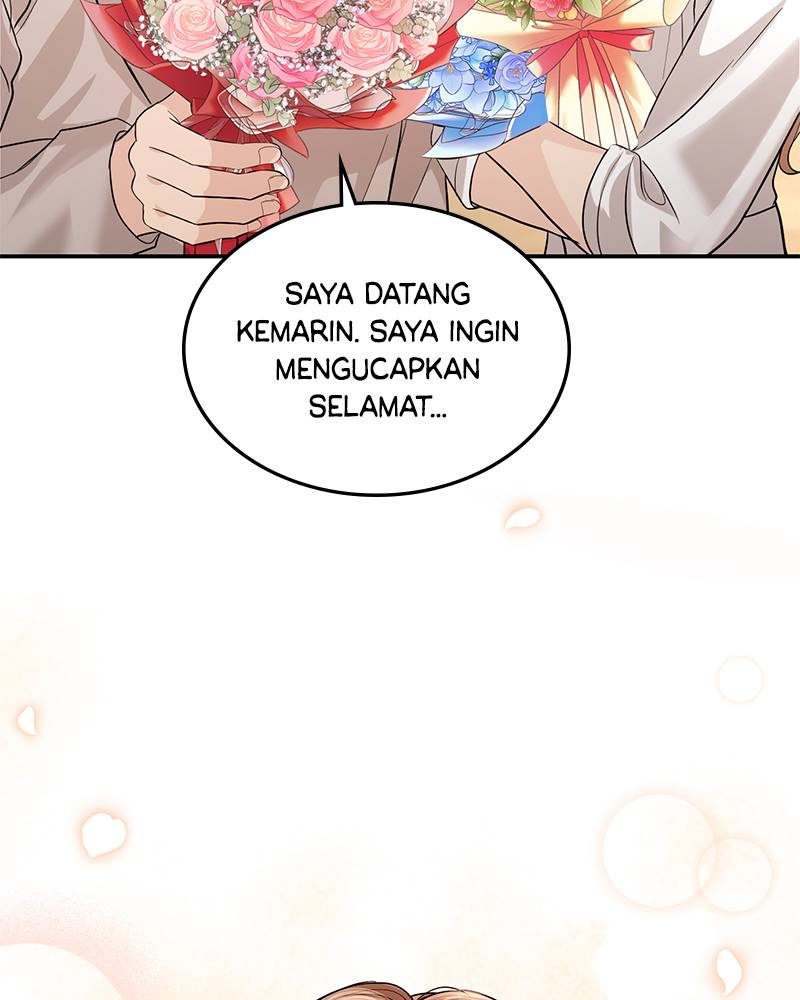 SAYA DATANG
KEMARIN. SAYA INGIN
MENGUCAPKAN
SELAMAT...